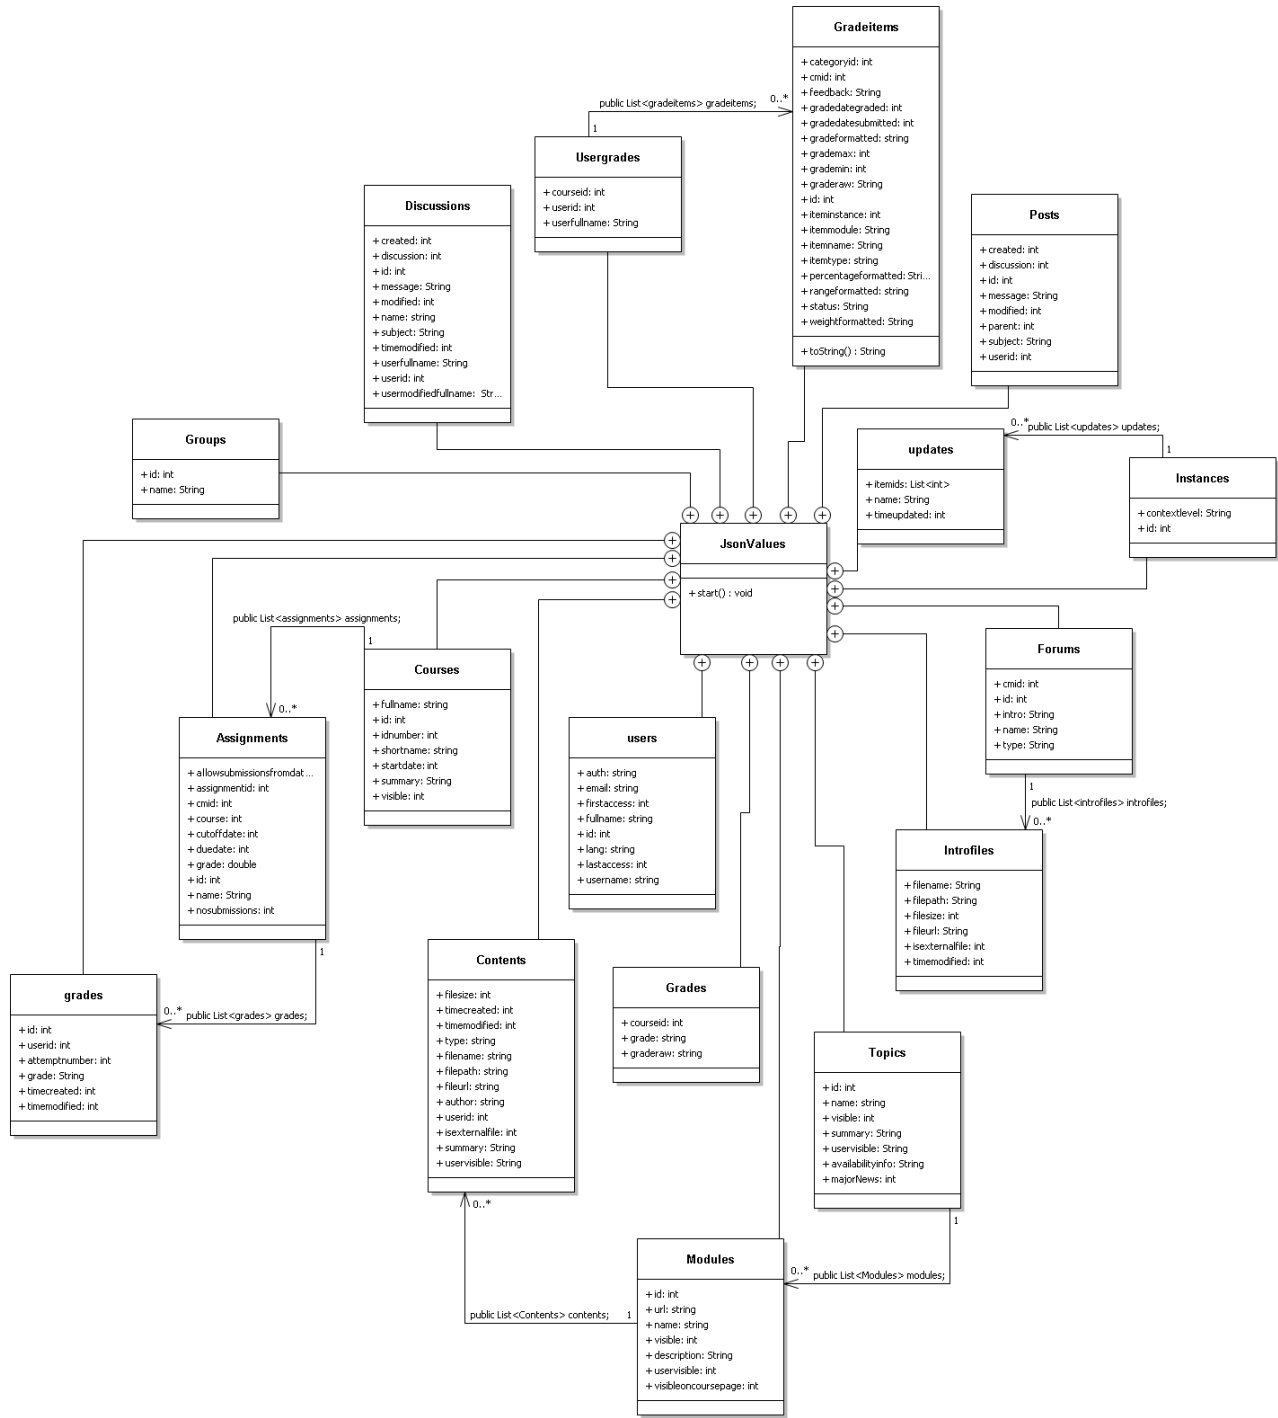 Gradeitems
+ categoryid: int
+ cmid: int
+ feedback: String
+ gradedategraded: int
+ gradedatesubmitted: int
+ gradeformatted: string
+ grademax: int
+ grademin: int
+ graderaw: String
+ id: int
+ iteminstance: int
+ itemmodule: String
+ itemname: String
+ itemtype: string
+ percentageformatted: Stri...
+ rangeformatted: string
+ status: String
+ weightformatted: String
+ toString() : String
public List<gradeitems> gradeitems;
0..*
1
Usergrades
+ courseid: int
+ userid: int
+ userfullname: String
Discussions
+ created: int
+ discussion: int
+ id: int
+ message: String
+ modified: int
+ name: string
+ subject: String
+ timemodified: int
+ userfullname: String
+ userid: int
+ usermodifiedfullname: Str...
Posts
+ created: int
+ discussion: int
+ id: int
+ message: String
+ modified: int
+ parent: int
+ subject: String
+ userid: int
Groups
+ id: int
+ name: String
0..*
public List<updates> updates;
1
updates
+ itemids: List<int>
+ name: String
+ timeupdated: int
Instances
+ contextlevel: String
+ id: int
JsonValues
+ start() : void
public List<assignments> assignments;
1
0..*
Courses
+ fullname: string
+ id: int
+ idnumber: int
+ shortname: string
+ startdate: int
+ summary: String
+ visible: int
Forums
+ cmid: int
+ id: int
+ intro: String
+ name: String
+ type: String
1
public List<introfiles> introfiles;
0..*
Assignments
+ allowsubmissionsfromdat...
+ assignmentid: int
+ cmid: int
+ course: int
+ cutoffdate: int
+ duedate: int
+ grade: double
+ id: int
+ name: String
+ nosubmissions: int
1
users
+ auth: string
+ email: string
+ firstaccess: int
+ fullname: string
+ id: int
+ lang: string
+ lastaccess: int
+ username: string
Introfiles
+ filename: String
+ filepath: String
+ filesize: int
+ fileurl: String
+ isexternalfile: int
+ timemodified: int
grades
+ id: int
+ userid: int
+ attemptnumber: int
+ grade: String
+ timecreated: int
+ timemodified: int
0..*
public List<grades> grades;
Contents
+ filesize: int
+ timecreated: int
+ timemodified: int
+ type: string
+ filename: string
+ filepath: string
+ fileurl: string
+ author: string
+ userid: int
+ isexternalfile: int
+ summary: String
+ uservisible: String
0..*
Grades
+ courseid: int
+ grade: string
+ graderaw: string
Topics
+ id: int
+ name: string
+ visible: int
+ summary: String
+ uservisible: String
+ availabilityinfo: String
+ majorNews: int
1
0..*
public List<Modules> modules;
public List<Contents> contents;
1
Modules
+ id: int
+ url: string
+ name: string
+ visible: int
+ description: String
+ uservisible: int
+ visibleoncoursepage: int